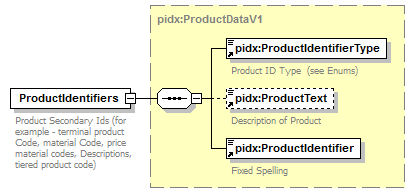 pidx:ProductDataV1
pidx:ProductIdentifierType
Product ID Type (see Enums)
ProductIdentifiers
Product Secondary Ids (for
example - terminal product
Code, material Code, price
material codes, Descriptions,
tiered product code)
pidx:ProductText
Description of Product
pidx:ProductIdentifier
Fixed Spelling